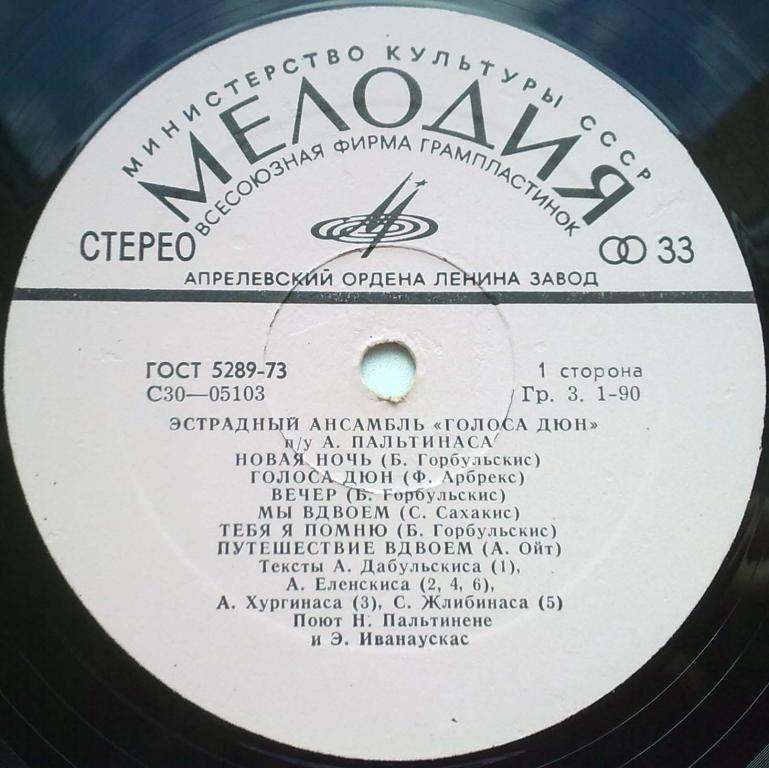 МИНИСТЕРСТВО КУЛЬТУРЫ СССР
МЕЛОДИЯ
ВСЕСОЮЗНАЯ ФИРМА ГРАМПЛАСТИНОК
СТЕРЕО 33
АПРЕЛЕВСКИЙ ОРДЕНА ЛЕНИНА ЗАВОД
ГОСТ 5289-73 1 сторона
С30—05103 Гр. 3. 1-90
ЭСТРАДНЫЙ АНСАМБЛЬ «ГОЛОСА ДЮН»
п/у А. ПАЛЬТИНАСА
НОВАЯ НОЧЬ (Б. Горбульскис)
ГОЛОСА ДЮН (Ф. Арбрекс)
ВЕЧЕР (Б. Горбульскис)
МЫ ВДВОЕМ (С. Сахакис)
ТЕБЯ Я ПОМНЮ (Б. Горбульскис)
ПУТЕШЕСТВИЕ ВДВОЕМ (А. Ойт)
Тексты А. Дабульскиса (1),
А. Еленскиса (2, 4, 6),
А. Хургинаса (3), С. Жлибинаса (5)
Поют Н. Пальтинене
и Э. Иванаускас